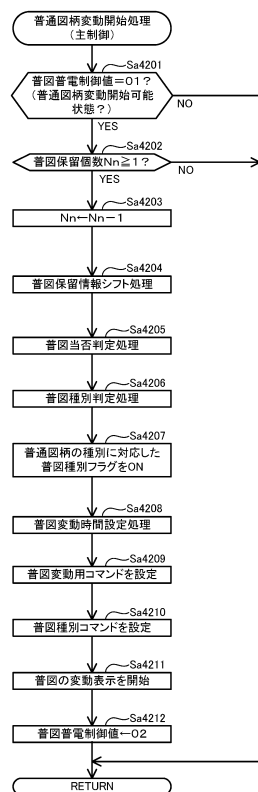 普通図柄変動開始処理
(主制御)
Sa4201
普図普電制御値=01?
(普通図柄変動開始可能
状態?)
NO
YES
Sa4202
普図保留個数Nn≧1?
NO
YES
Sa4203
Nn←Nn-1
Sa4204
普図保留情報シフト処理
Sa4205
普図当否判定処理
Sa4206
普図種別判定処理
Sa4207
普通図柄の種別に対応した
普図種別フラグをON
Sa4208
普図変動時間設定処理
Sa4209
普図変動用コマンドを設定
Sa4210
普図種別コマンドを設定
Sa4211
普図の変動表示を開始
Sa4212
普図普電制御値←02
RETURN